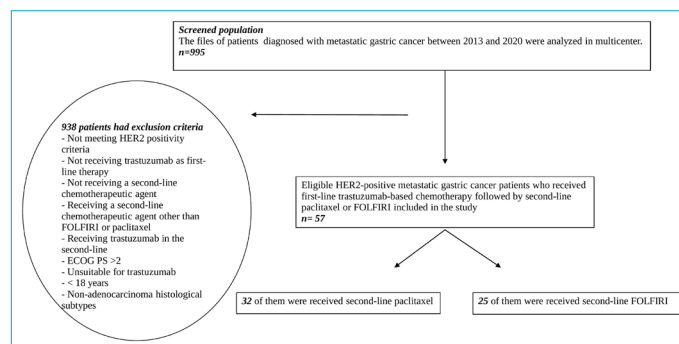 Screened population
The files of patients diagnosed with metastatic gastric cancer between 2013 and 2020 were analyzed in multicenter.
n=995
938 patients had exclusion criteria
- Not meeting HER2 positivity
criteria
- Not receiving trastuzumab as first-
line therapy
- Not receiving a second-line
chemotherapeutic agent
- Receiving a second-line
chemotherapeutic agent other than
FOLFIRI or paclitaxel
- Receiving trastuzumab in the
second-line
- ECOG PS >2
- Unsuitable for trastuzumab
- < 18 years
- Non-adenocarcinoma histological
subtypes
Eligible HER2-positive metastatic gastric cancer patients who received
first-line trastuzumab-based chemotherapy followed by second-line
paclitaxel or FOLFIRI included in the study
n= 57
32 of them were received second-line paclitaxel
25 of them were received second-line FOLFIRI